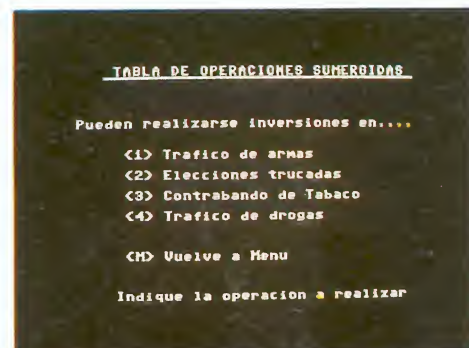 TABLA DE OPERACIONES SUMERGIDAS
Pueden realizarse inversiones en....
<1> Trafico de armas
<2> Elecciones trucadas
<3> Contrabando de Tabaco
<4> Trafico de drogas
<M> Vuelve a Menu
Indique la operacion a realizar